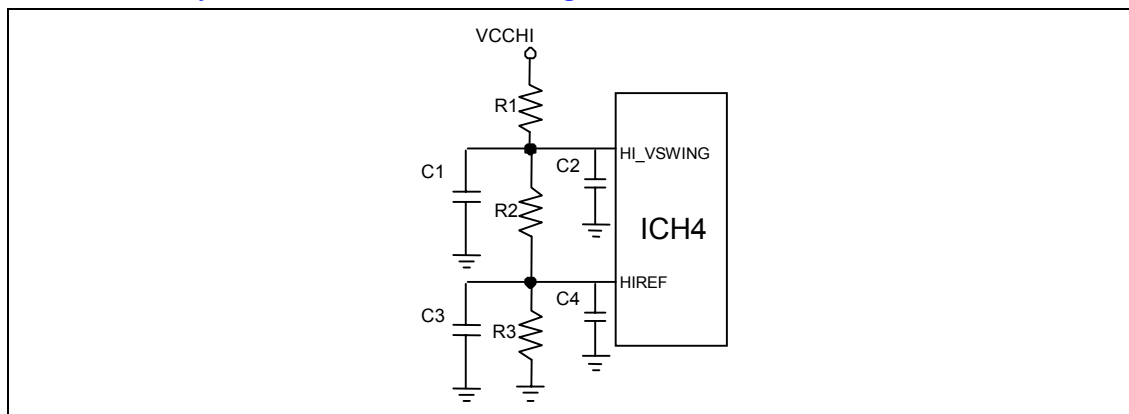 VCCHI
R1
HI_VSWING
C1
C2
R2
ICH4
HIREF
C3
C4
R3